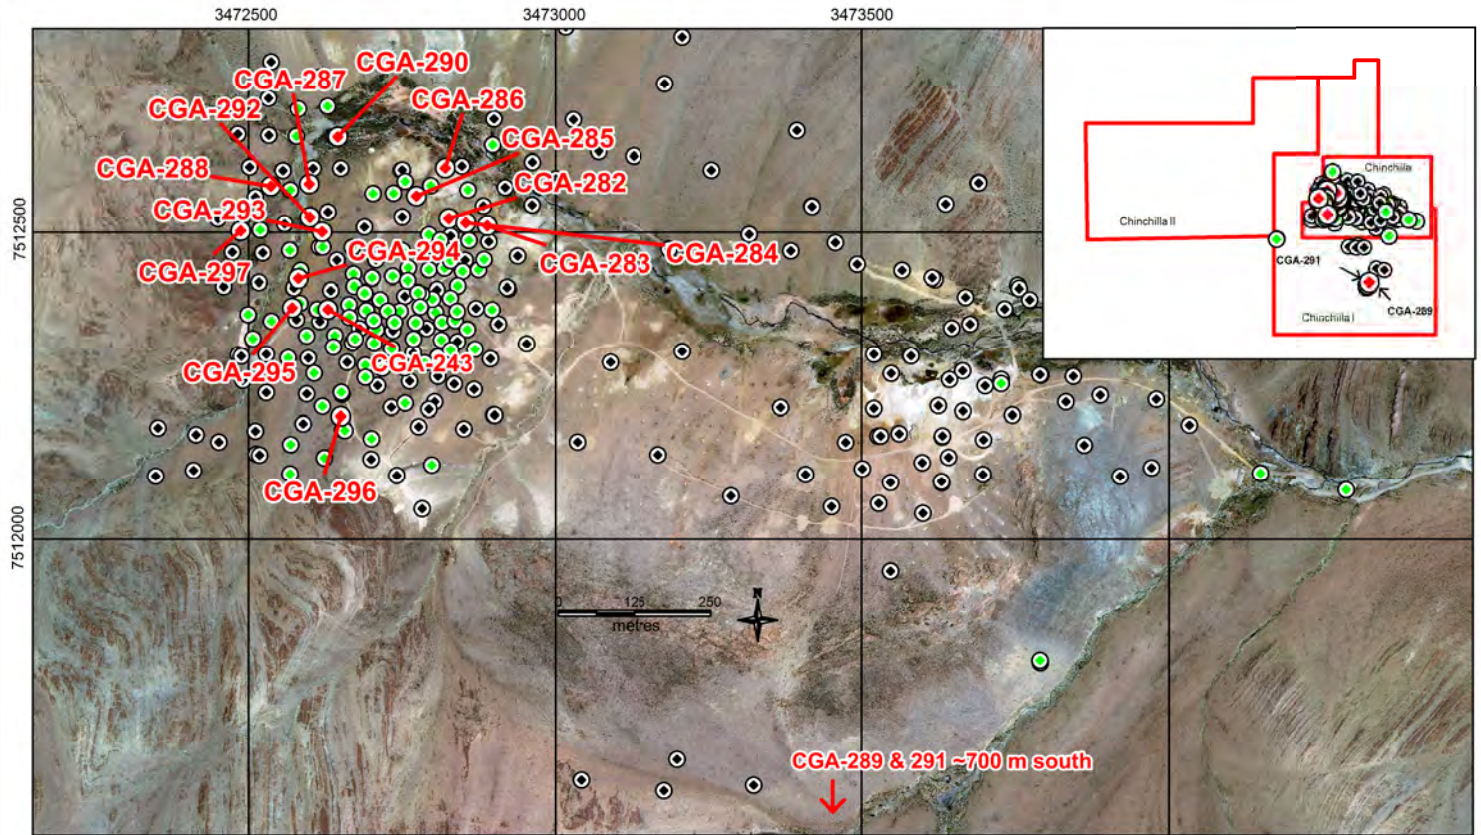 3472500
3473000
3473500
CGA-290
CGA-287
CGA-286
CGA-292
CGA-285
CGA-288
CGA-282
CGA-293
7512500
CGA-294
CGA-297
CGA-283
CGA-284
CGA-243
CGA-295
CGA-296
7512000
Chinchilla
Chinchilla II
CGA-291
CGA-289
Chinchilla I
N
0 125 250
metres
CGA-289 & 291 ~700 m south